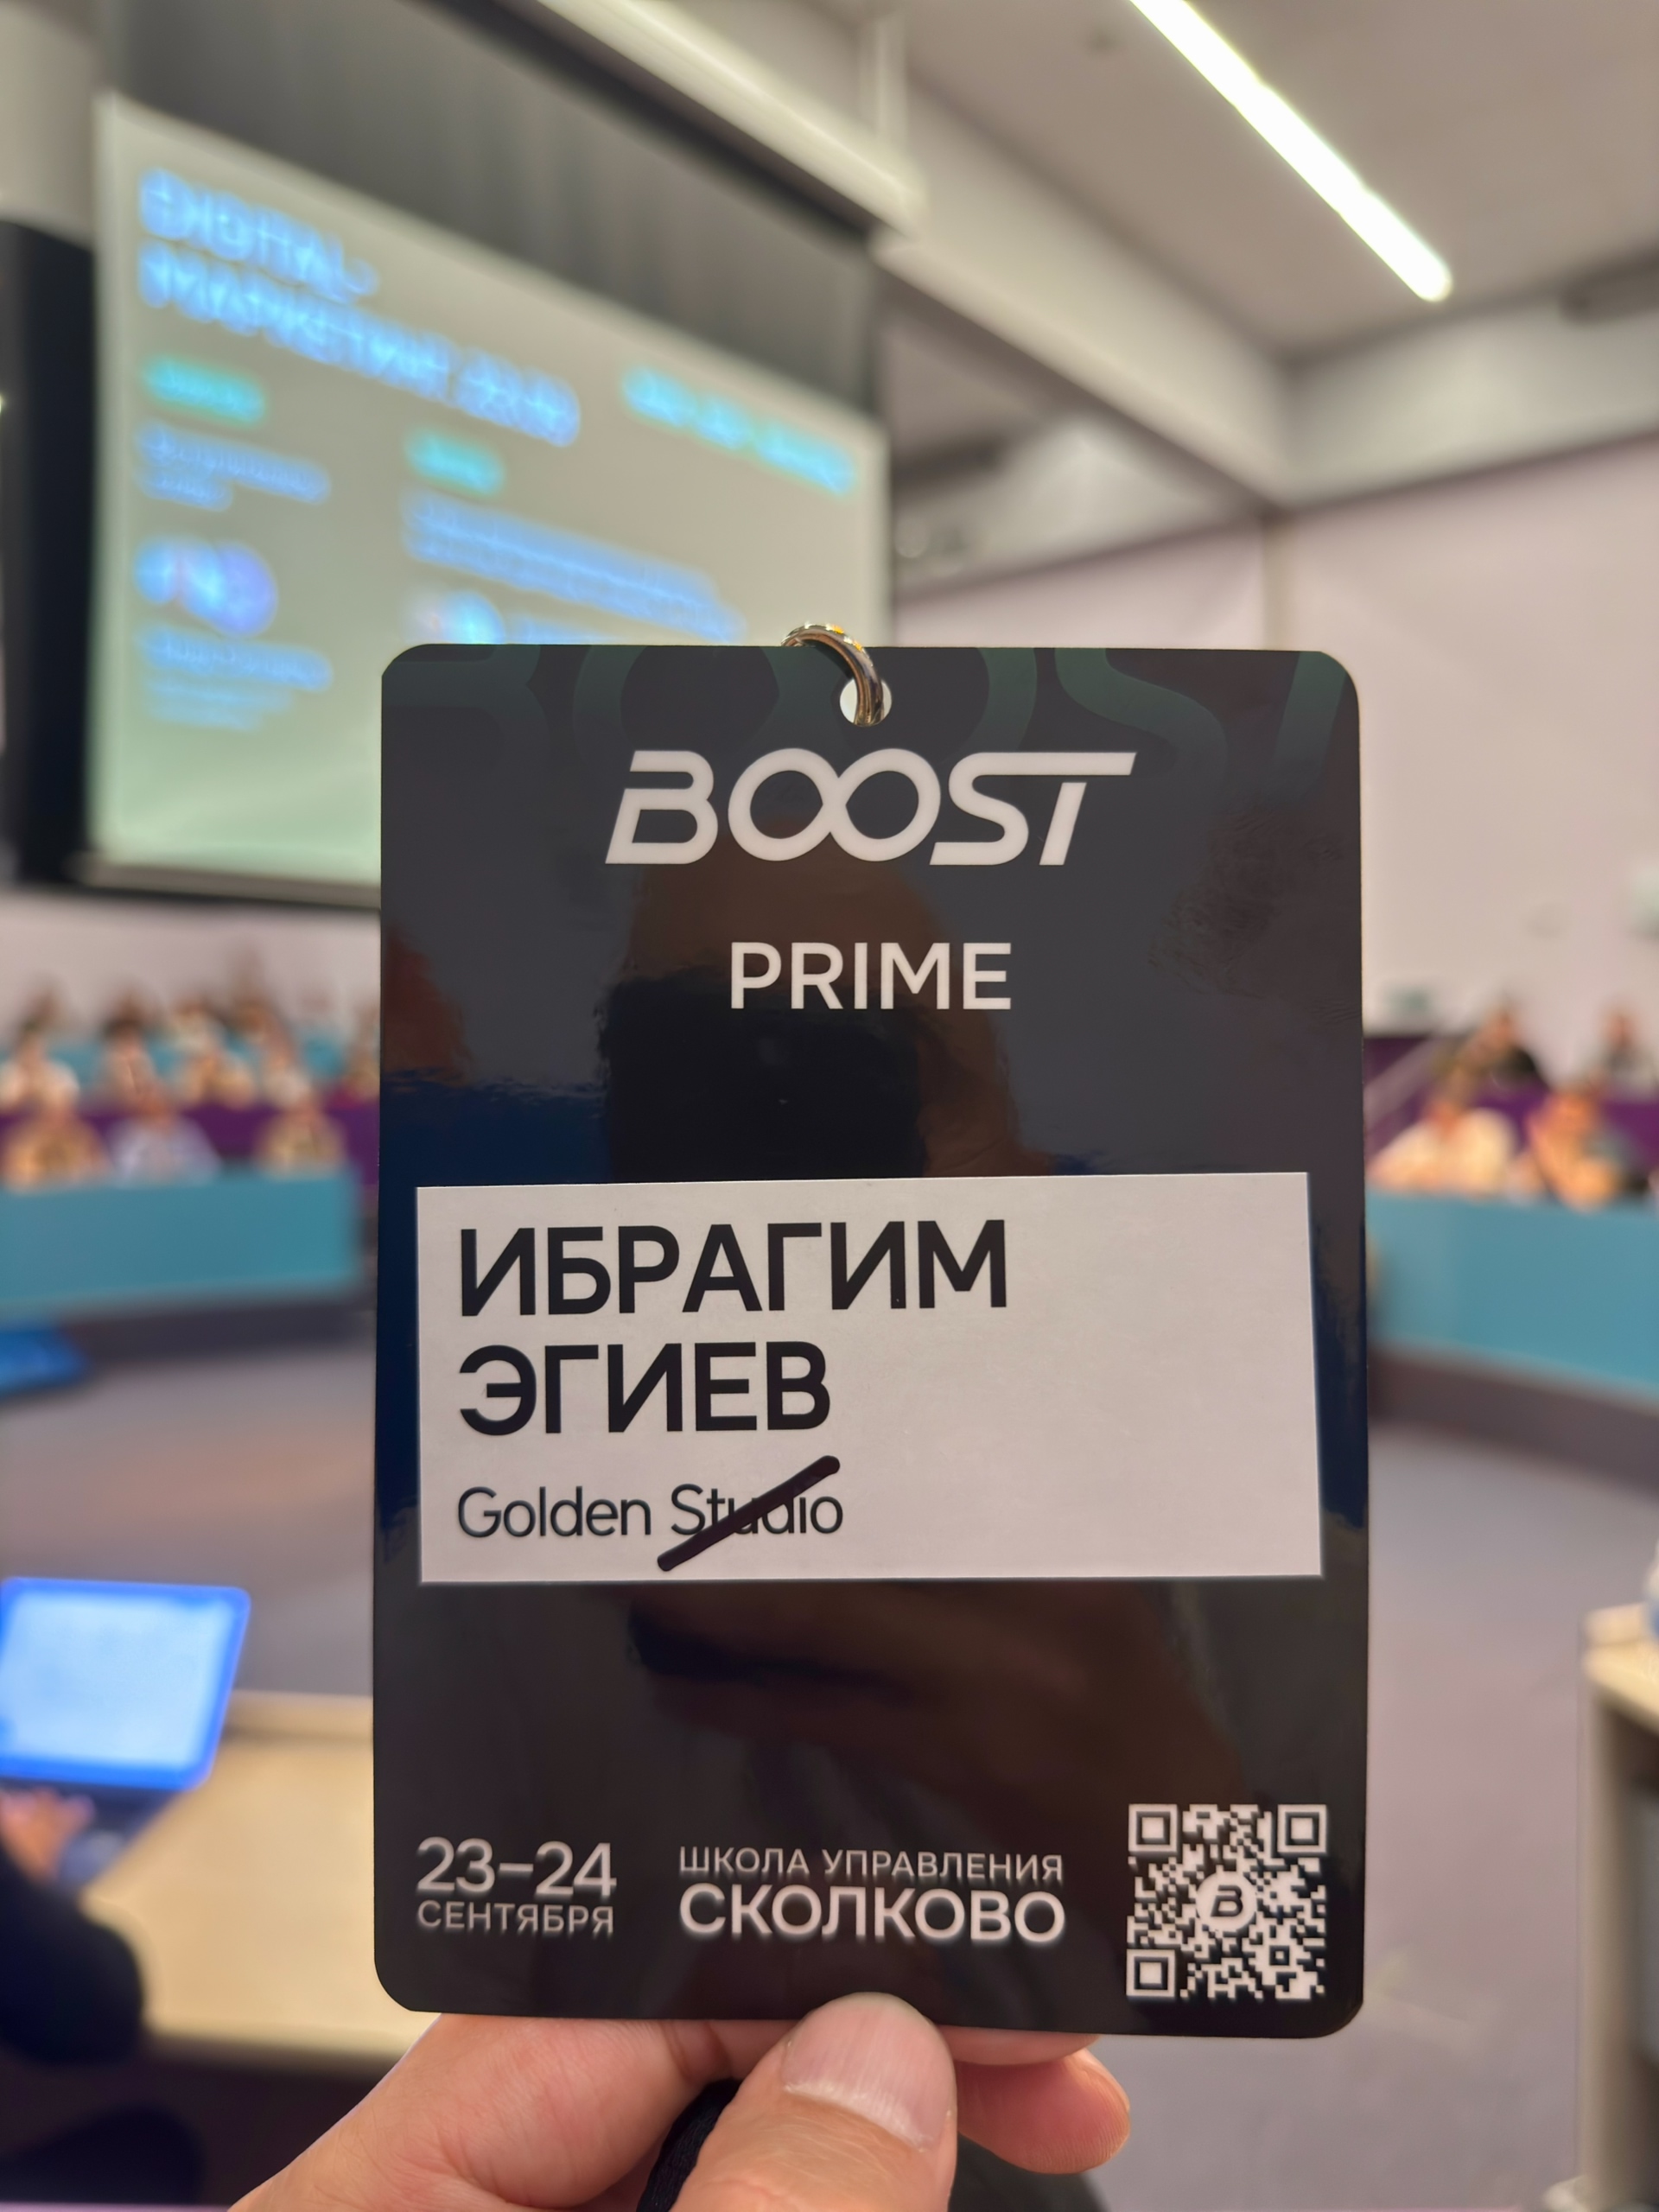 BOOST
PRIME
ИБРАГИМ
ЭГИЕВ
Golden Studio
23–24
СЕНТЯБРЯ
ШКОЛА УПРАВЛЕНИЯ
СКОЛКОВО
B